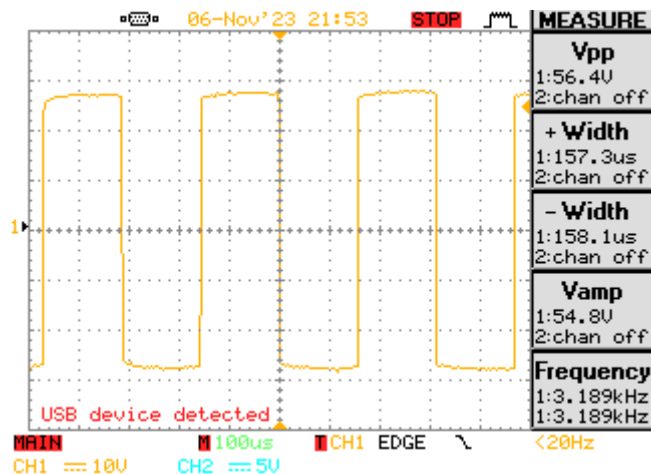 06-Nov'23 21:53 STOP
MEASURE
Vpp
1:56.4V
2:chan off
+ Width
1:157.3us
2:chan off
- Width
1:158.1us
2:chan off
Vamp
1:54.8V
2:chan off
Frequency
1:3.189kHz
1:3.189kHz
1
USB device detected
MAIN M 100us T CH1 EDGE <20Hz
CH1 10V CH2 5V